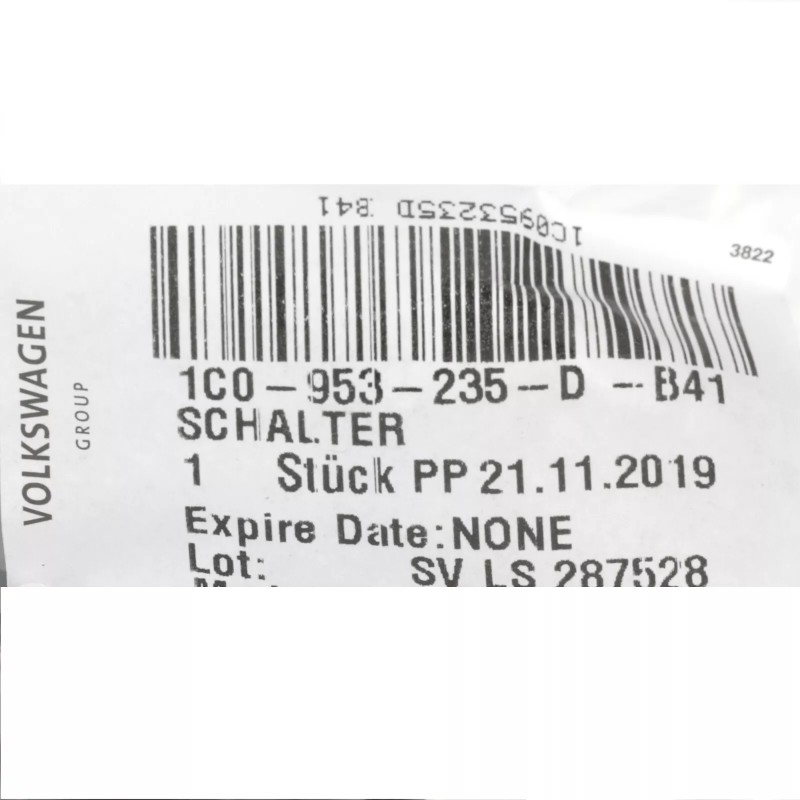 1C0953235D B41
3822
1C0-953-235-D -B41
SCHALTER
1 Stück PP 21.11.2019
Expire Date:NONE
Lot: SV LS 287528
VOLKSWAGEN
GROUP